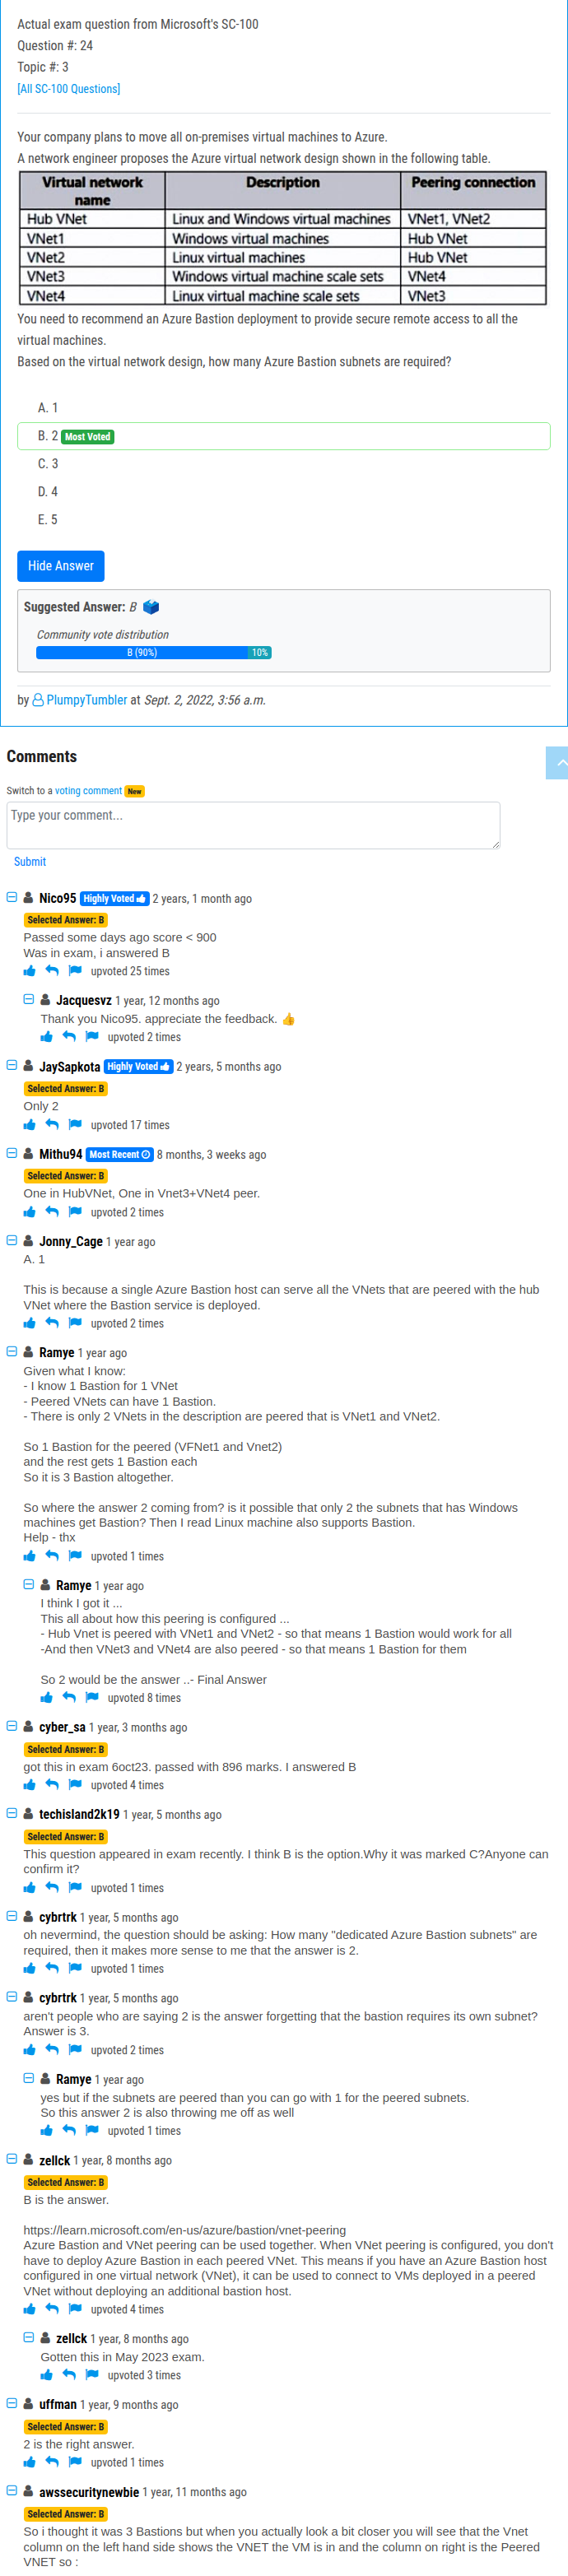 Actual exam question from Microsoft's SC-100
Question #: 24
Topic #: 3
[All SC-100 Questions]
Your company plans to move all on-premises virtual machines to Azure.
A network engineer proposes the Azure virtual network design shown in the following table.
Virtual network name Description Peering connection
Hub VNet Linux and Windows virtual machines VNet1, VNet2
VNet1 Windows virtual machines Hub VNet
VNet2 Linux virtual machines Hub VNet
VNet3 Windows virtual machine scale sets VNet4
VNet4 Linux virtual machine scale sets VNet3
You need to recommend an Azure Bastion deployment to provide secure remote access to all the
virtual machines.
Based on the virtual network design, how many Azure Bastion subnets are required?
A. 1
B. 2 Most Voted
C. 3
D. 4
E. 5
Hide Answer
Suggested Answer: B
Community vote distribution
B (90%) 10%
by PlumpyTumbler at Sept. 2, 2022, 3:56 a.m.
Comments
Switch to a voting comment New
Type your comment...
Submit
Nico95 Highly Voted 2 years, 1 month ago
Selected Answer: B
Passed some days ago score < 900
Was in exam, i answered B
upvoted 25 times
Jacquesvz 1 year, 12 months ago
Thank you Nico95. appreciate the feedback. 👍
upvoted 2 times
JaySapkota Highly Voted 2 years, 5 months ago
Selected Answer: B
Only 2
upvoted 17 times
Mithu94 Most Recent 8 months, 3 weeks ago
Selected Answer: B
One in HubVNet, One in Vnet3+VNet4 peer.
upvoted 2 times
Jonny_Cage 1 year ago
A. 1
This is because a single Azure Bastion host can serve all the VNets that are peered with the hub
VNet where the Bastion service is deployed.
upvoted 2 times
Ramye 1 year ago
Given what I know:
- I know 1 Bastion for 1 VNet
- Peered VNets can have 1 Bastion.
- There is only 2 VNets in the description are peered that is VNet1 and VNet2.
So 1 Bastion for the peered (VFNet1 and Vnet2)
and the rest gets 1 Bastion each
So it is 3 Bastion altogether.
So where the answer 2 coming from? is it possible that only 2 the subnets that has Windows
machines get Bastion? Then I read Linux machine also supports Bastion.
Help - thx
upvoted 1 times
Ramye 1 year ago
I think I got it ...
This all about how this peering is configured ...
- Hub Vnet is peered with VNet1 and VNet2 - so that means 1 Bastion would work for all
-And then VNet3 and VNet4 are also peered - so that means 1 Bastion for them
So 2 would be the answer ..- Final Answer
upvoted 8 times
cyber_sa 1 year, 3 months ago
Selected Answer: B
got this in exam 6oct23. passed with 896 marks. I answered B
upvoted 4 times
techisland2k19 1 year, 5 months ago
Selected Answer: B
This question appeared in exam recently. I think B is the option.Why it was marked C?Anyone can
confirm it?
upvoted 1 times
cybrtrk 1 year, 5 months ago
oh nevermind, the question should be asking: How many "dedicated Azure Bastion subnets" are
required, then it makes more sense to me that the answer is 2.
upvoted 1 times
cybrtrk 1 year, 5 months ago
aren't people who are saying 2 is the answer forgetting that the bastion requires its own subnet?
Answer is 3.
upvoted 2 times
Ramye 1 year ago
yes but if the subnets are peered than you can go with 1 for the peered subnets.
So this answer 2 is also throwing me off as well
upvoted 1 times
zellck 1 year, 8 months ago
Selected Answer: B
B is the answer.
https://learn.microsoft.com/en-us/azure/bastion/vnet-peering
Azure Bastion and VNet peering can be used together. When VNet peering is configured, you don't
have to deploy Azure Bastion in each peered VNet. This means if you have an Azure Bastion host
configured in one virtual network (VNet), it can be used to connect to VMs deployed in a peered
VNet without deploying an additional bastion host.
upvoted 4 times
zellck 1 year, 8 months ago
Gotten this in May 2023 exam.
upvoted 3 times
uffman 1 year, 9 months ago
Selected Answer: B
2 is the right answer.
upvoted 1 times
awssecuritynewbie 1 year, 11 months ago
Selected Answer: B
So i thought it was 3 Bastions but when you actually look a bit closer you will see that the Vnet
column on the left hand side shows the VNET the VM is in and the column on right is the Peered
VNET so :